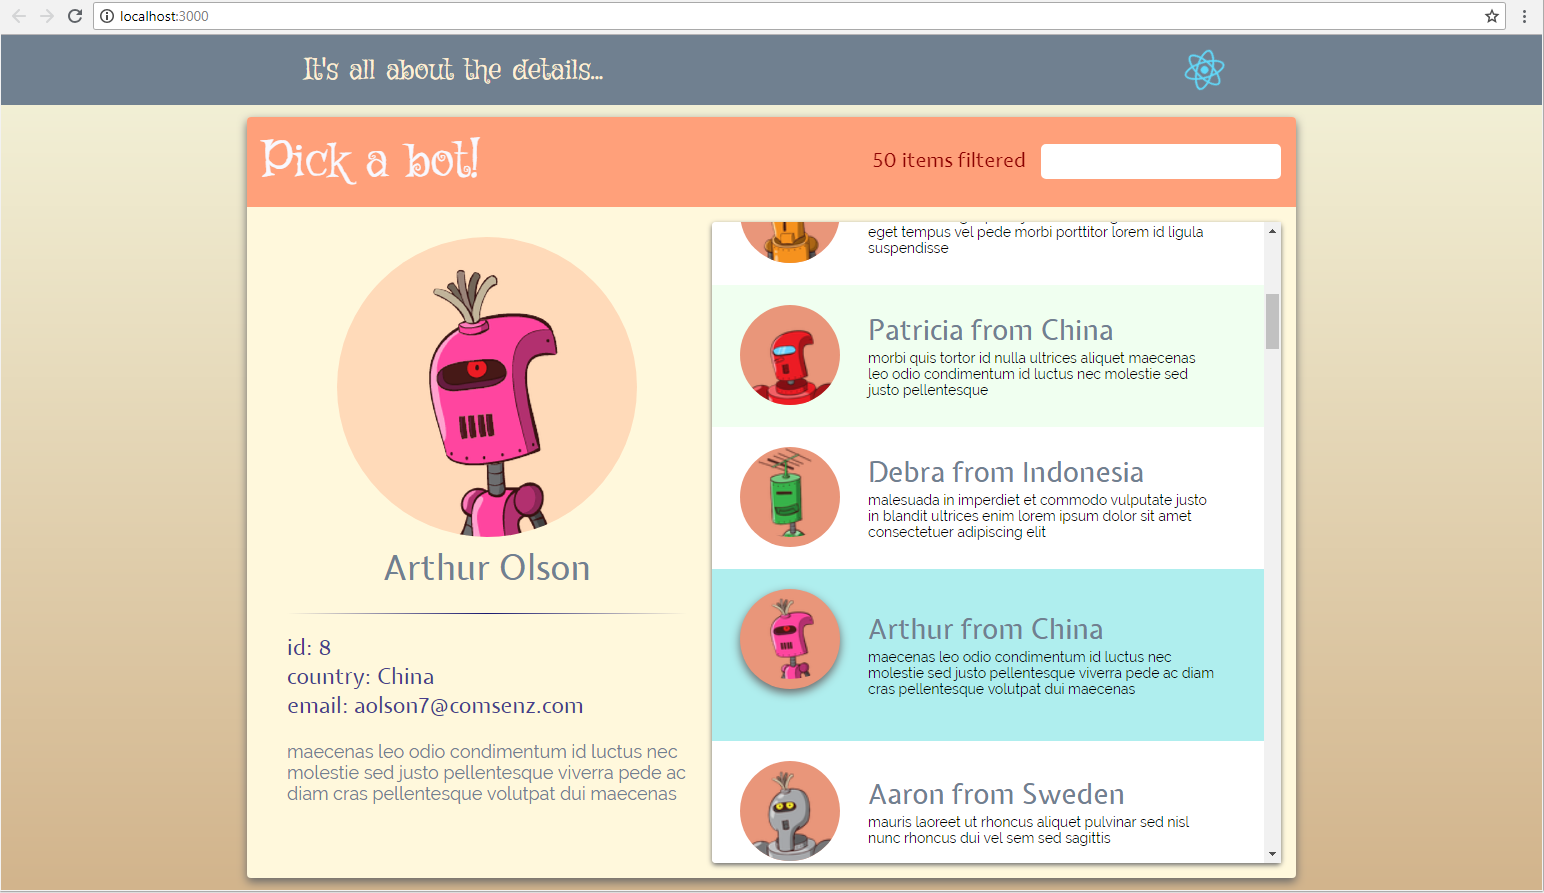 localhost:3000
It's all about the details...
Pick a bot!
50 items filtered
Arthur Olson
id: 8
country: China
email: aolson7@comsenz.com
maecenas leo odio condimentum id luctus nec
molestie sed justo pellentesque viverra pede ac
diam cras pellentesque volutpat dui maecenas
eget tempus vel pede morbi porttitor lorem id ligula
suspendisse
Patricia from China
morbi quis tortor id nulla ultrices aliquet maecenas
leo odio condimentum id luctus nec molestie sed
justo pellentesque
Debra from Indonesia
malesuada in imperdiet et commodo vulputate justo
in blandit ultrices enim lorem ipsum dolor sit amet
consectetuer adipiscing elit
Arthur from China
maecenas leo odio condimentum id luctus nec
molestie sed justo pellentesque viverra pede ac diam
cras pellentesque volutpat dui maecenas
Aaron from Sweden
mauris laoreet ut rhoncus aliquet pulvinar sed nisl
nunc rhoncus dui vel sem sed sagittis